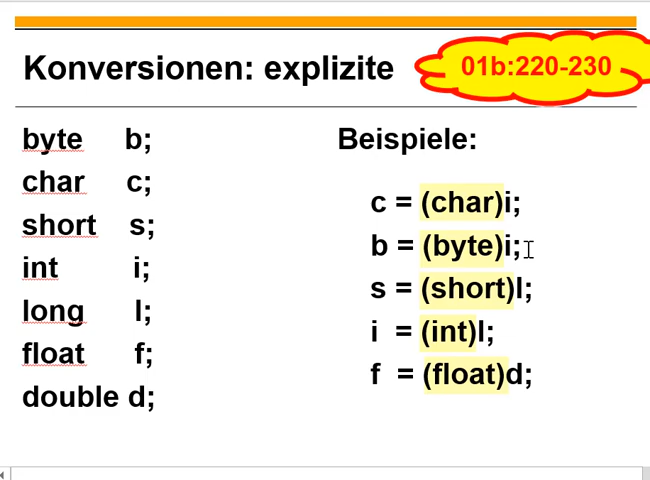 Konversionen: explizite
01b:220-230
byte b;
char c;
short s;
int i;
long l;
float f;
double d;
Beispiele:
c = (char)i;
b = (byte)i;
s = (short)l;
i = (int)l;
f = (float)d;